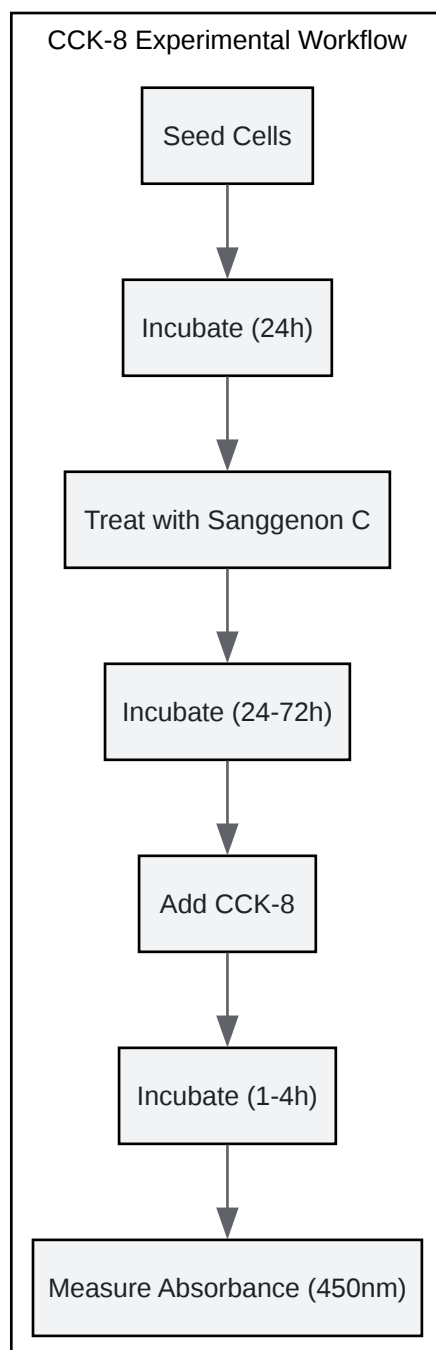 CCK-8 Experimental Workflow
Seed Cells
Incubate (24h)
Treat with Sanggenon C
Incubate (24-72h)
Add CCK-8
Incubate (1-4h)
Measure Absorbance (450nm)